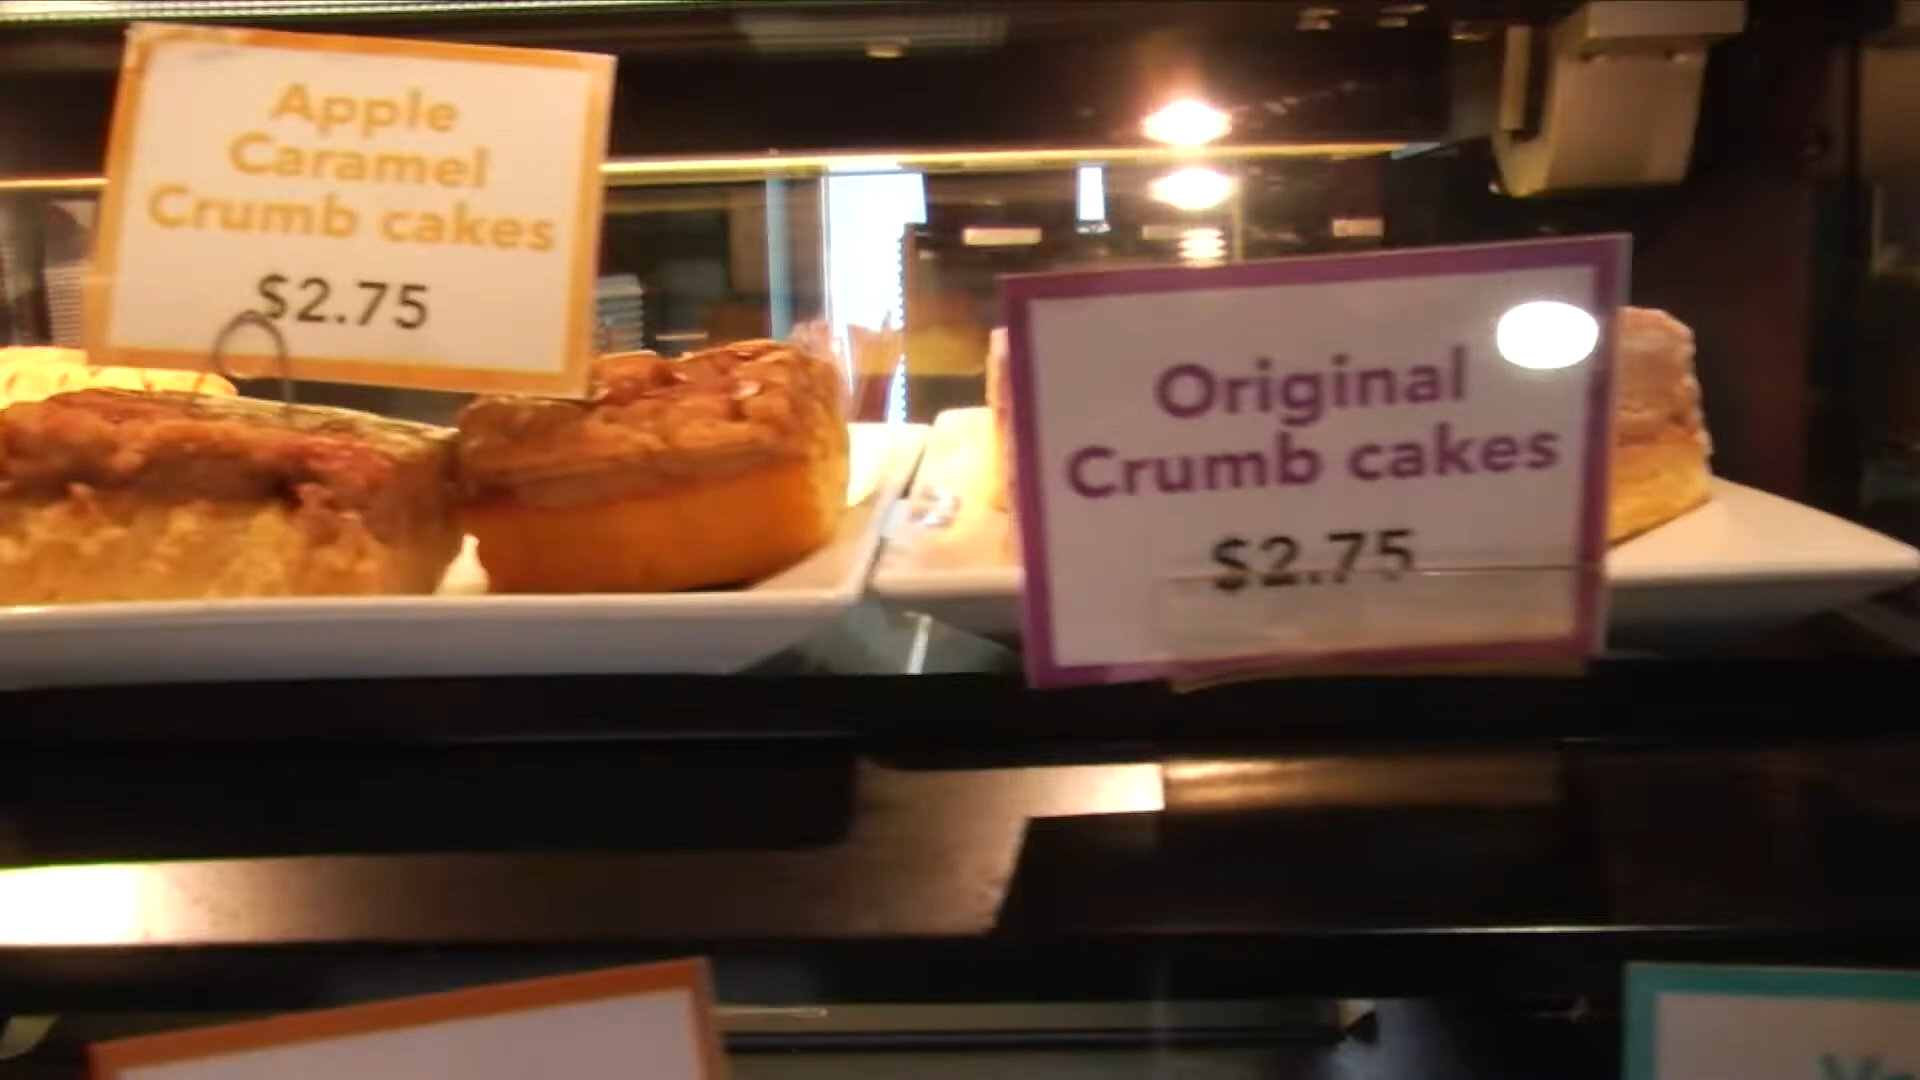 Apple
Caramel
Crumb cakes
$2.75
Original
Crumb cakes
$2.75